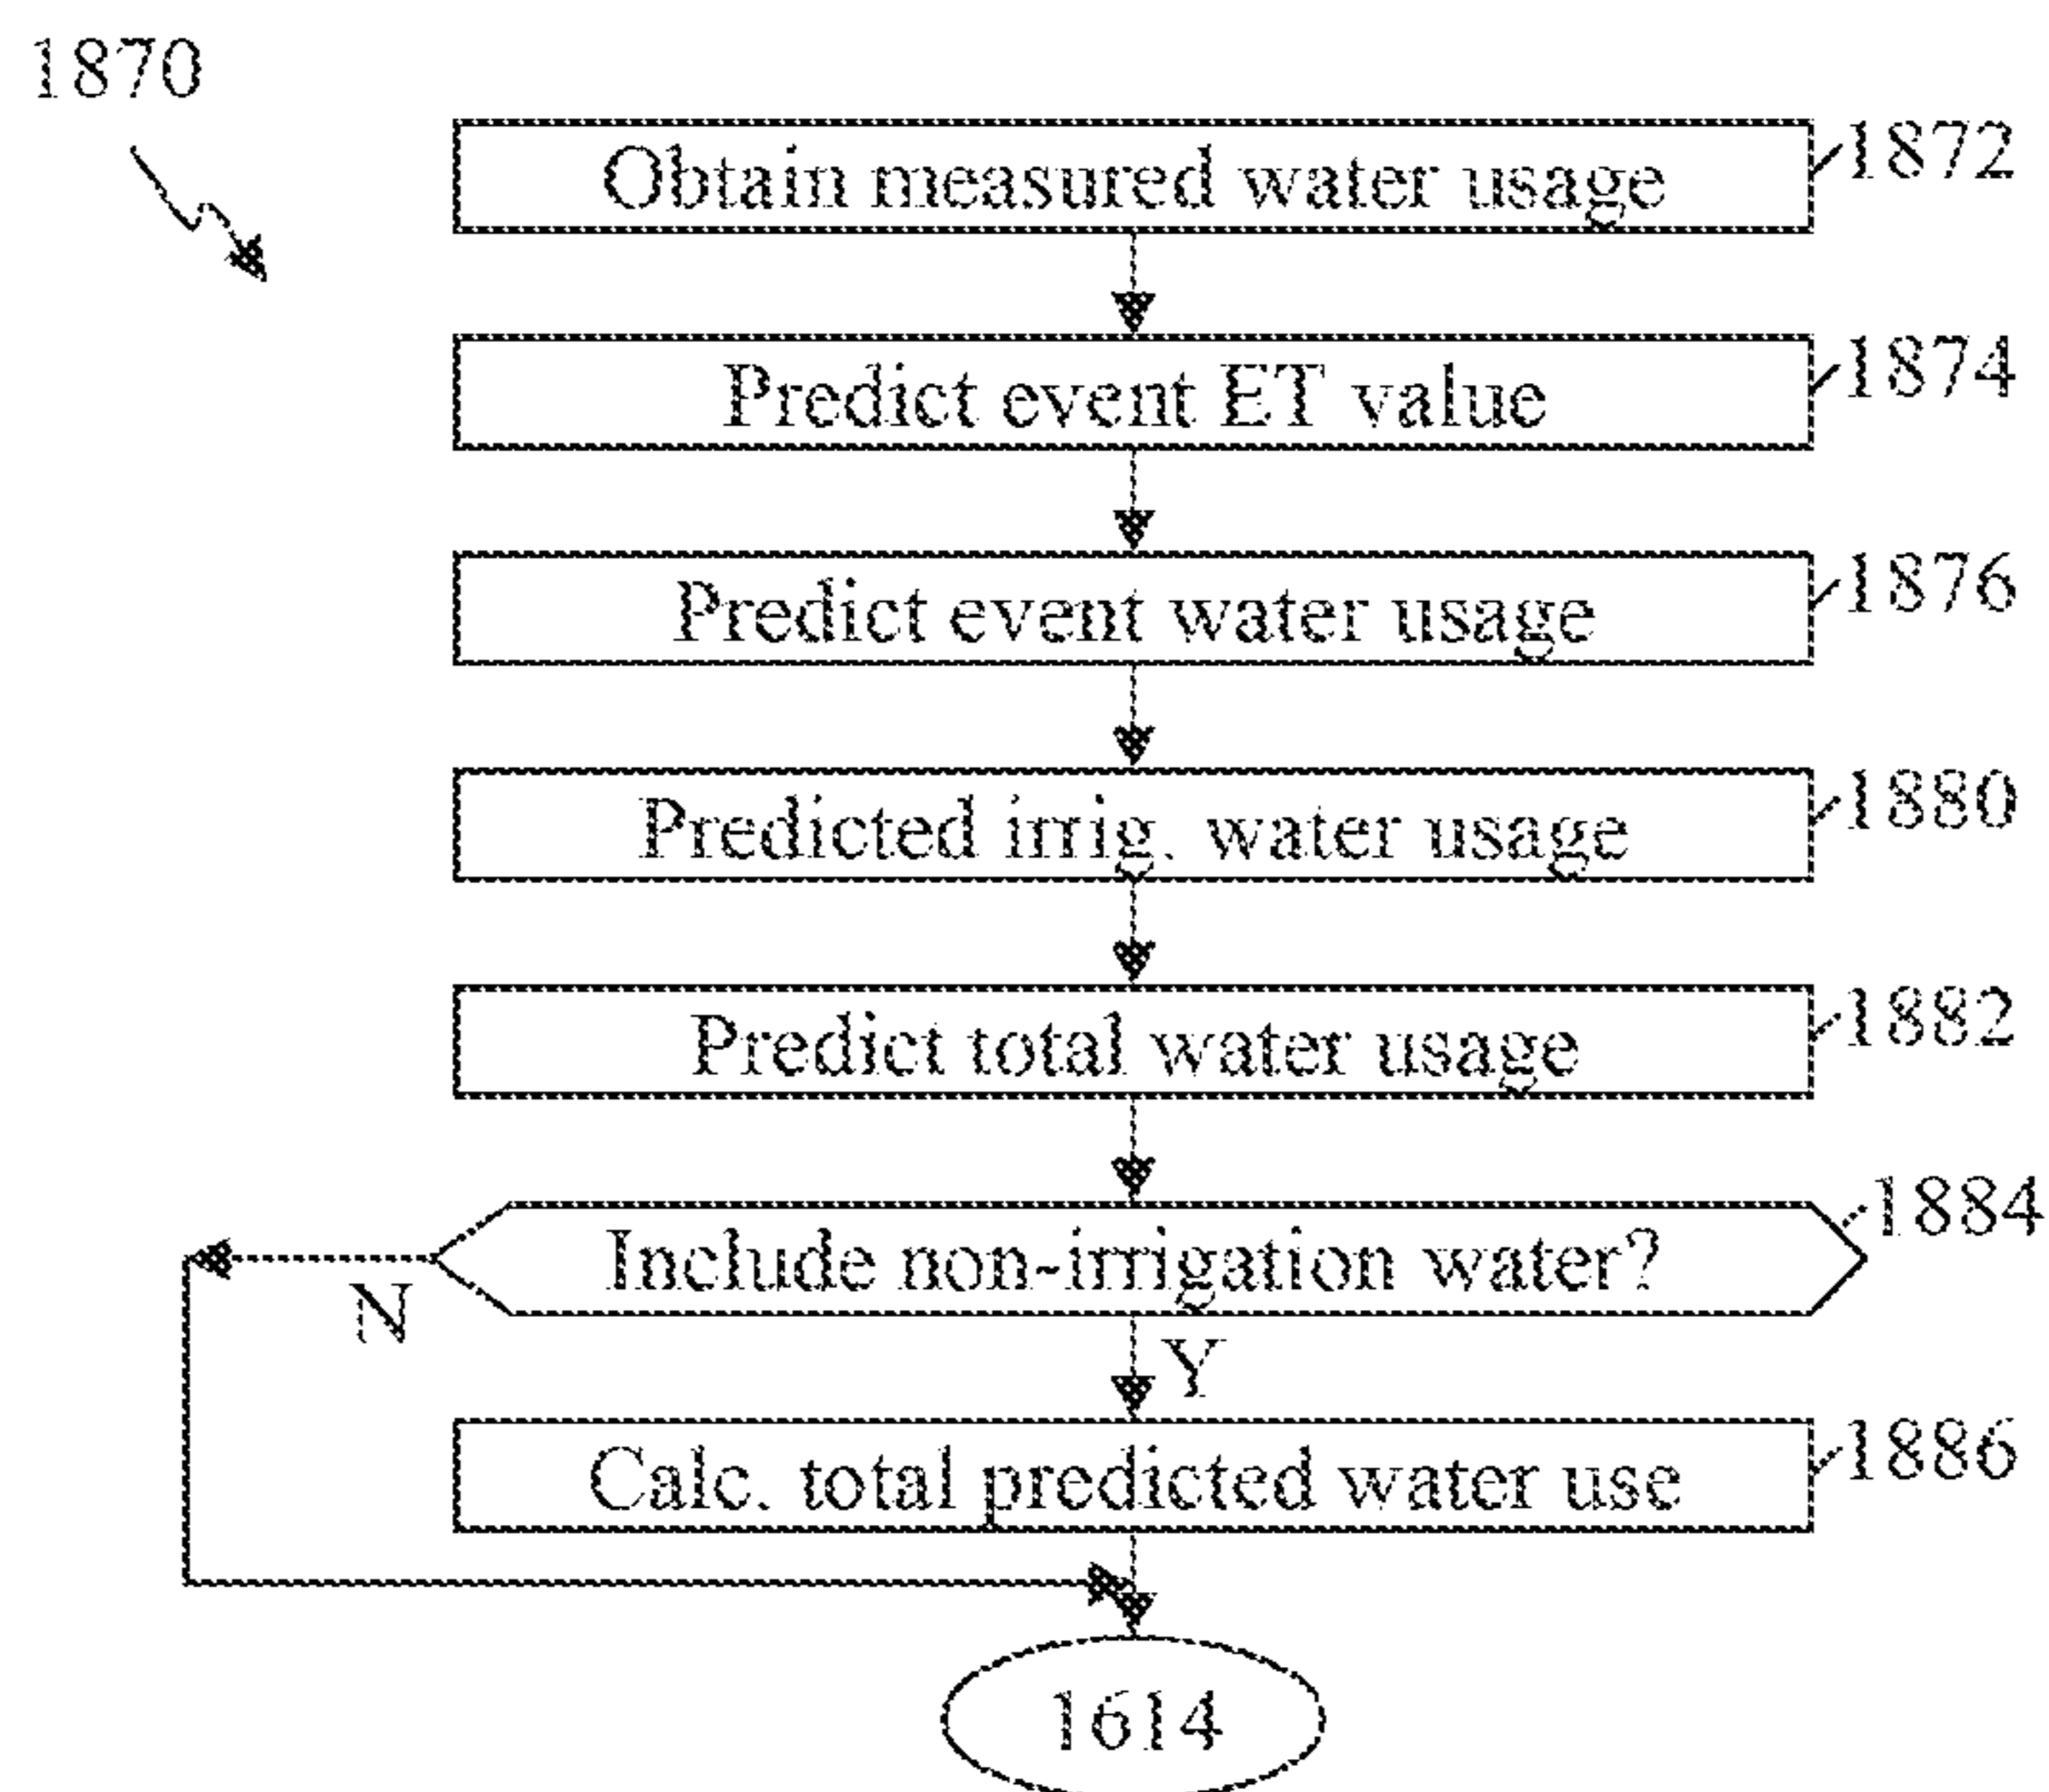 1870
Obtain measured water usage
1872
Predict event ET value
1874
Predict event water usage
1876
Predicted irrig. water usage
1880
Predict total water usage
1882
Include non-irrigation water?
1884
N
Y
Calc. total predicted water use
1886
1614